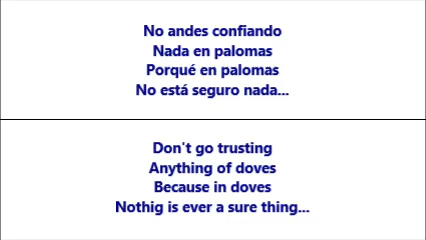 No andes confiando
Nada en palomas
Porqué en palomas
No está seguro nada...
Don't go trusting
Anything of doves
Because in doves
Nothig is ever a sure thing...